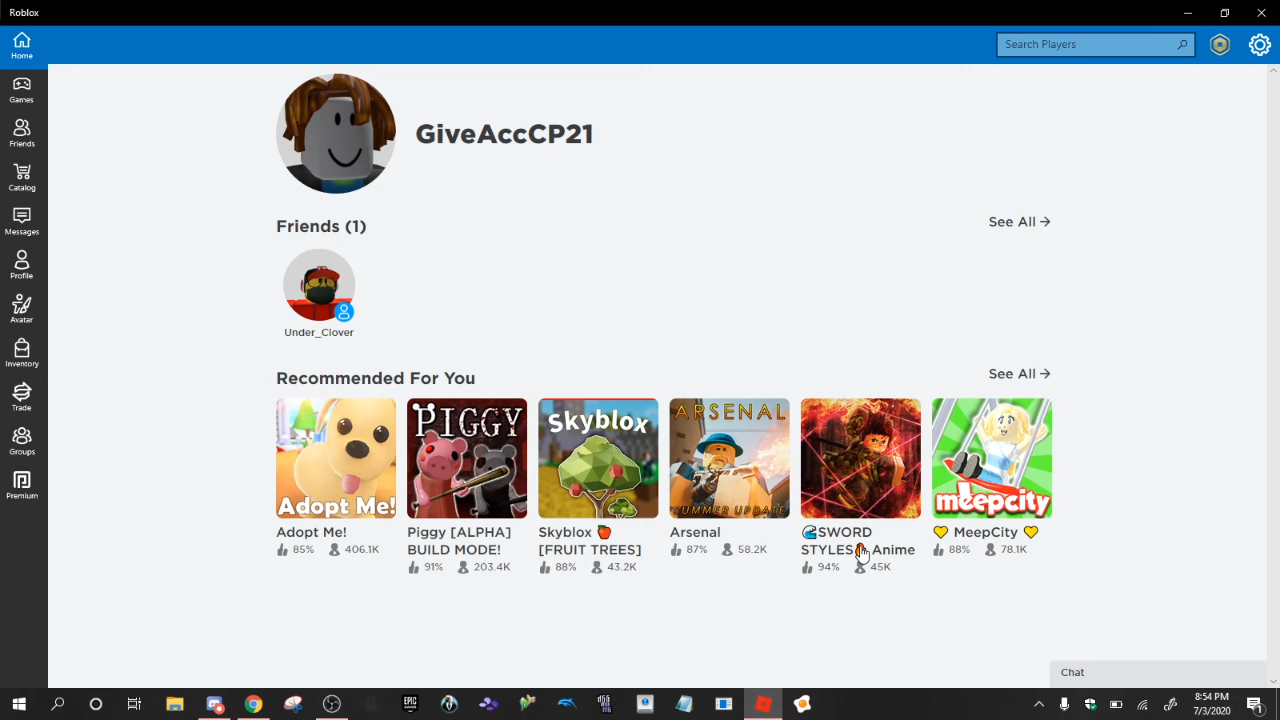 Roblox
Search Players
Home
Games
Friends
Catalog
Messages
Profile
Avatar
Inventory
Trade
Groups
Premium
GiveAccCP21
Friends (1)
See All →
Under_Clover
Recommended For You
See All →
Adopt Me!
PIGGY
Skyblox
ARSENAL
SUMMER UPDATE
meepcity
Adopt Me!
85% 406.1K
Piggy [ALPHA]
BUILD MODE!
91% 203.4K
Skyblox 🍎
[FRUIT TREES]
88% 43.2K
Arsenal
87% 58.2K
🌊SWORD
STYLES🔥 Anime
94% 45K
💛 MeepCity 💛
88% 78.1K
Chat
EPIC
GAMES
8:54 PM
7/3/2020
1